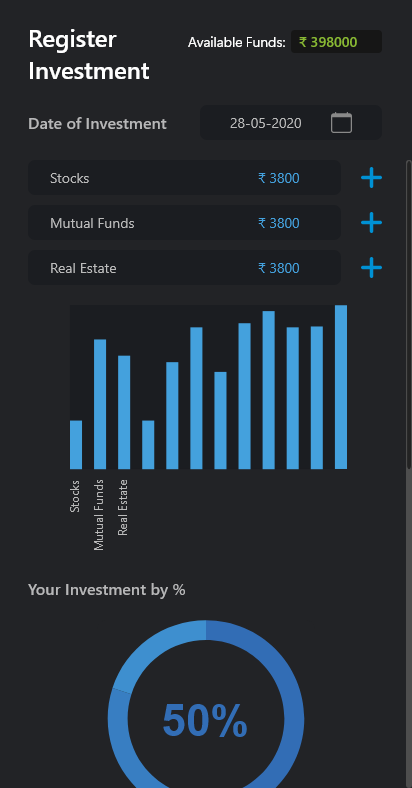 Register
Investment
Available Funds: ₹ 398000
Date of Investment 28-05-2020
Stocks ₹ 3800
Mutual Funds ₹ 3800
Real Estate ₹ 3800
Stocks
Mutual Funds
Real Estate
Your Investment by %
50%